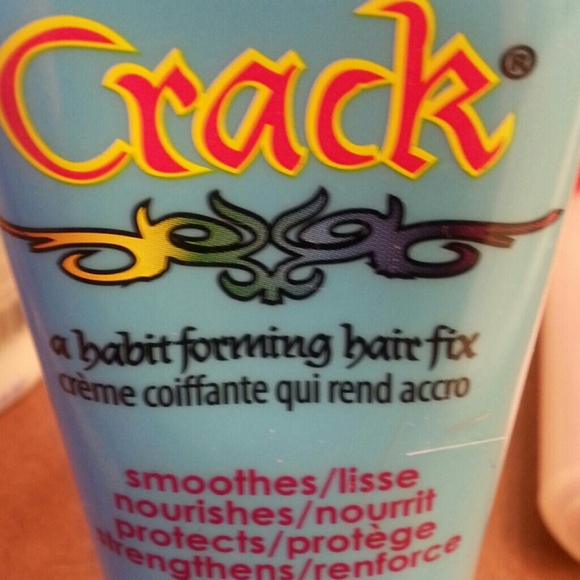 Crack®
a habit forming hair fix
crème coiffante qui rend accro
smoothes/lisse
nourishes/nourrit
protects/protège
strengthens/renforce